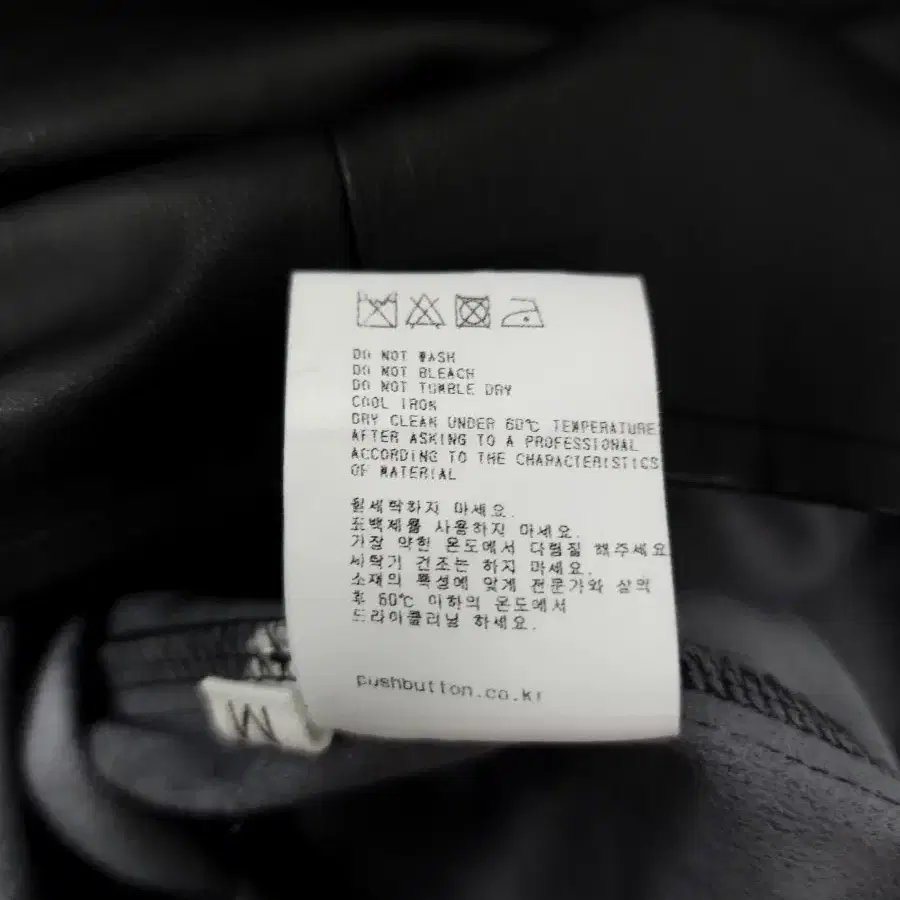 DO NOT WASH
DO NOT BLEACH
DO NOT TUMBLE DRY
COOL IRON
DRY CLEAN UNDER 60℃ TEMPERATURE
AFTER ASKING TO A PROFESSIONAL
ACCORDING TO THE CHARACTERISTICS
OF MATERIAL
물세탁하지 마세요.
표백제를 사용하지 마세요.
가장 약한 온도에서 다림질 해주세요
세탁기 건조는 하지 마세요.
소재의 특성에 맞게 전문가와 상의
후 60℃ 이하의 온도에서
드라이클리닝 하세요.
pushbutton.co.kr
M